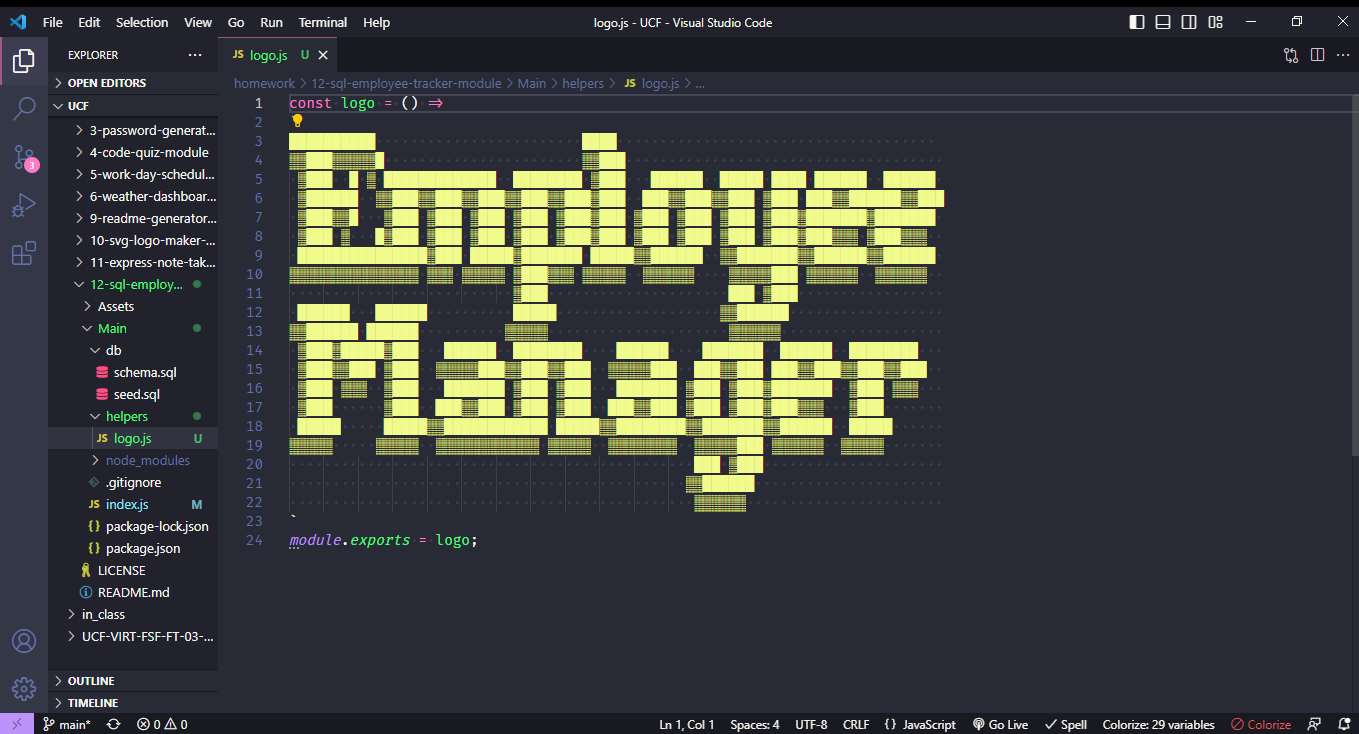 File Edit Selection View Go Run Terminal Help
logo.js - UCF - Visual Studio Code
EXPLORER
OPEN EDITORS
UCF
3-password-generat...
4-code-quiz-module
5-work-day-schedul...
6-weather-dashboar...
9-readme-generator...
10-svg-logo-maker-...
11-express-note-tak...
12-sql-employ...
Assets
Main
db
schema.sql
seed.sql
helpers
JS logo.js U
node_modules
.gitignore
JS index.js M
{} package-lock.json
{} package.json
LICENSE
README.md
in_class
UCF-VIRT-FSF-FT-03-...
OUTLINE
TIMELINE
3
JS logo.js U
homework > 12-sql-employee-tracker-module > Main > helpers > JS logo.js > ...
1 const logo = () =>
2
3
4
5
6
7
8
9
10
11
12
13
14
15
16
17
18
19
20
21
22
23 `
24 module.exports = logo;
Employee
Manager
main* 0 0 Ln 1, Col 1 Spaces: 4 UTF-8 CRLF {} JavaScript Go Live Spell Colorize: 29 variables Colorize